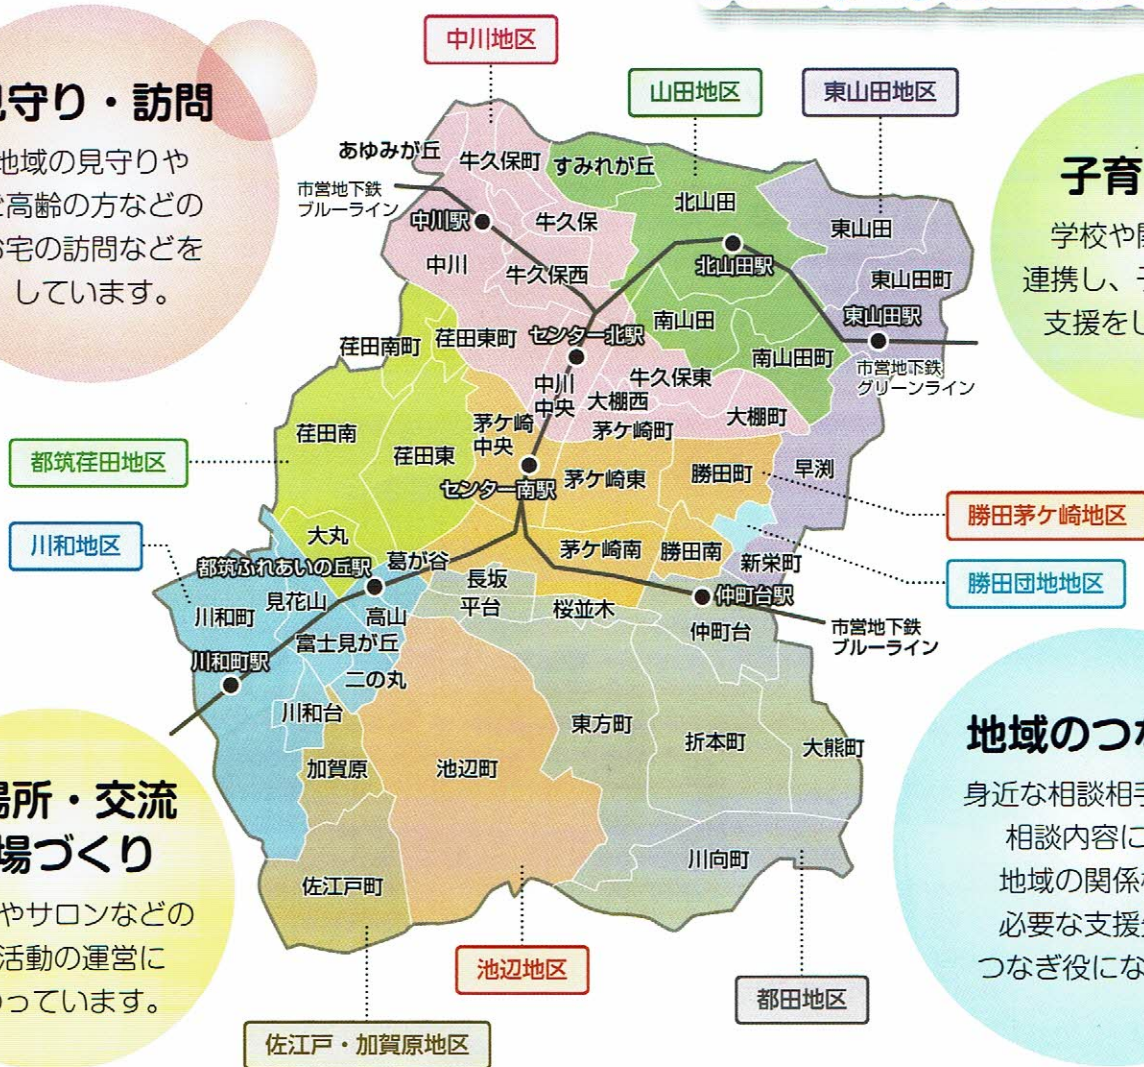 中川地区
山田地区
東山田地区
見守り・訪問
地域の見守りや
ご高齢の方などの
お宅の訪問などを
しています。
子育
学校や
連携し、
支援をし
あゆみが丘
牛久保町
すみれが丘
市営地下鉄
ブルーライン
中川駅
牛久保
北山田
東山田
中川
牛久保西
北山田駅
東山田町
荏田南町
荏田東町
センター北駅
南山田
東山田駅
南山田町
市営地下鉄
グリーンライン
中川
中央
牛久保東
大棚西
大棚町
茅ケ崎
中央
茅ケ崎町
荏田南
荏田東
都筑荏田地区
センター南駅
茅ケ崎東
勝田町
早渕
勝田茅ケ崎地区
川和地区
大丸
都筑ふれあいの丘駅
葛が谷
茅ケ崎南
勝田南
新栄町
勝田団地地区
長坂
平台
桜並木
仲町台駅
川和町
見花山
高山
仲町台
市営地下鉄
ブルーライン
富士見が丘
川和町駅
二の丸
川和台
東方町
折本町
大熊町
加賀原
池辺町
川向町
佐江戸町
場所・交流
場づくり
やサロンなどの
活動の運営に
わっています。
地域のつな
身近な相談相手
相談内容に
地域の関係
必要な支援
つなぎ役にな
池辺地区
都田地区
佐江戸・加賀原地区